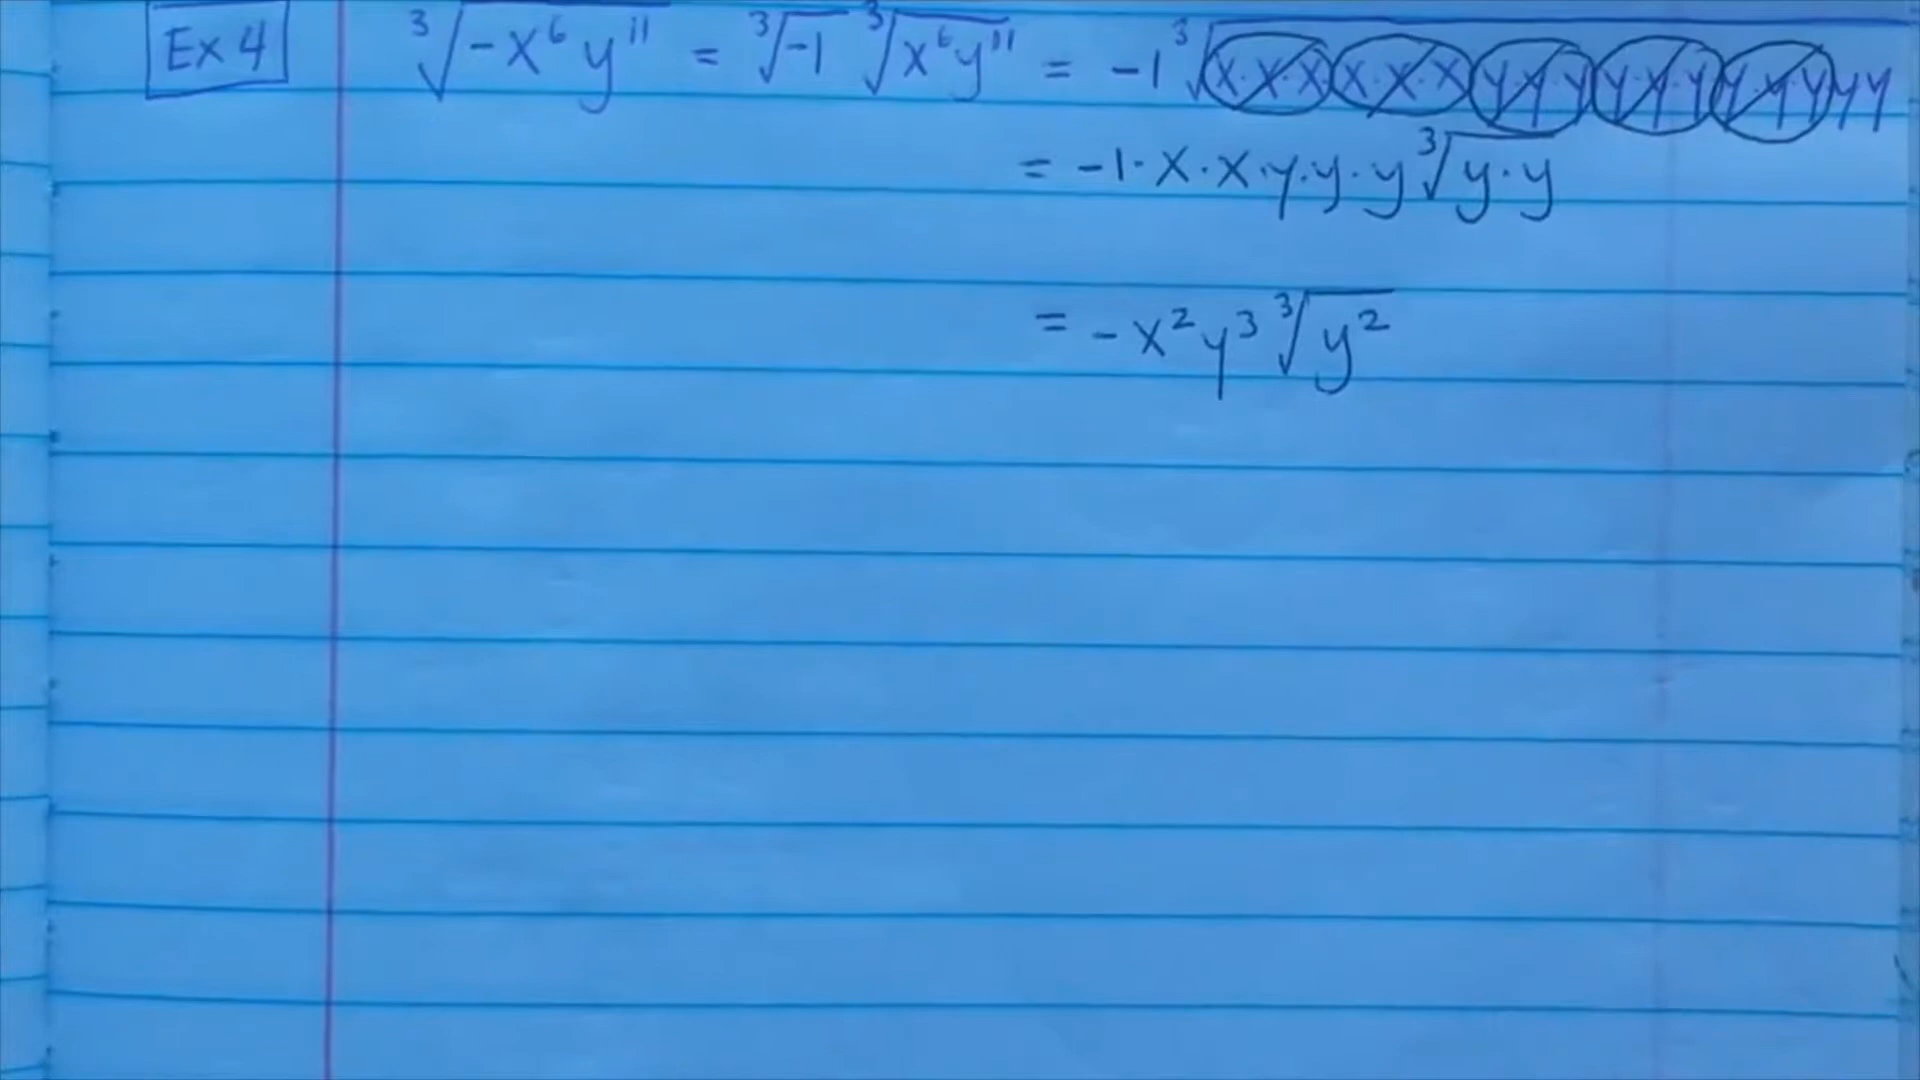 Ex 4 ∛(-x⁶y¹¹) = ∛(-1) ∛(x⁶y¹¹) = -1 ∛(x·x·x x·x·x y·y·y y·y·y y·y·y y y)
= -1·x·x·y·y·y ∛(y·y)
= -x²y³ ∛(y²)